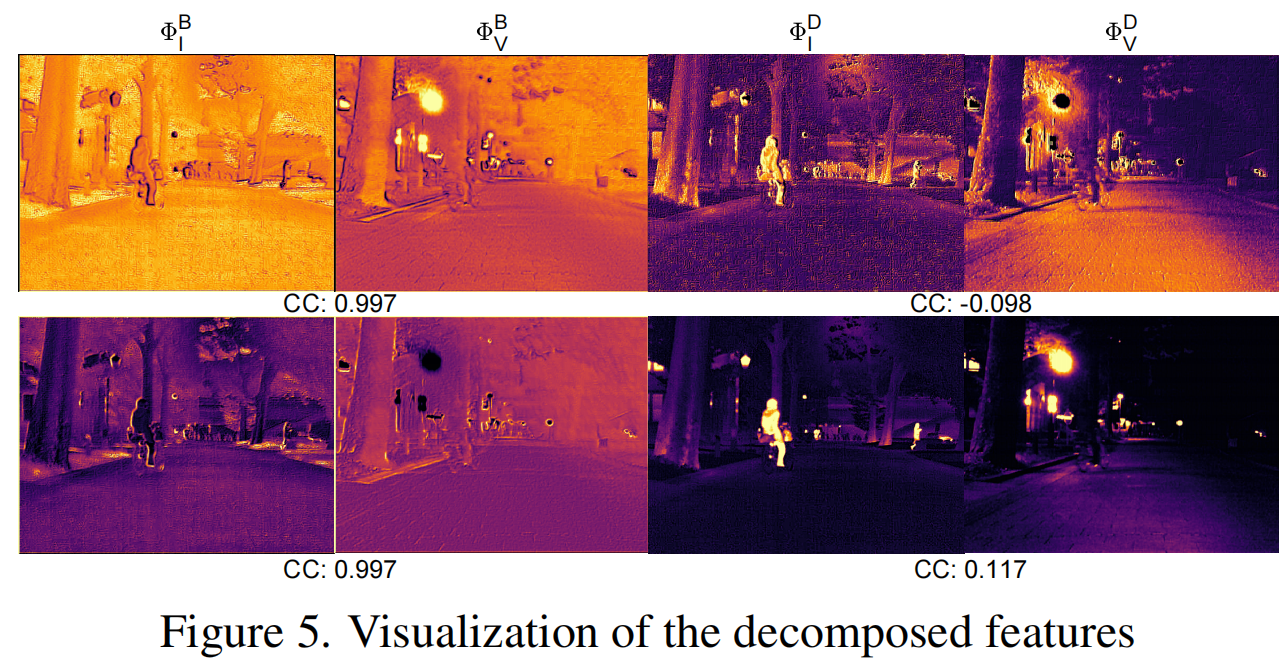 Φ_I^B Φ_V^B Φ_I^D Φ_V^D
CC: 0.997 CC: -0.098
CC: 0.997 CC: 0.117
Figure 5. Visualization of the decomposed features